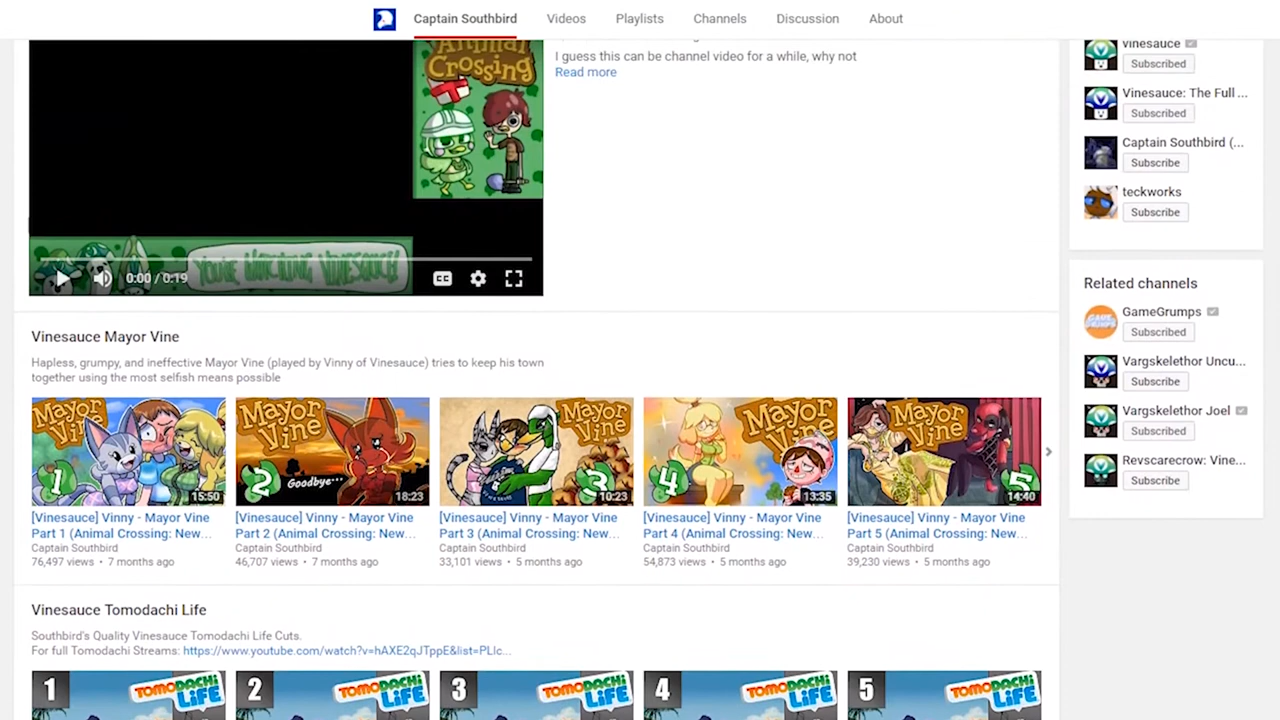 Captain Southbird
Videos
Playlists
Channels
Discussion
About
Animal
Crossing
YOU'RE WATCHING VINESAUCE!
0:00 / 0:19
CC
I guess this can be channel video for a while, why not
Read more
vinesauce
Subscribed
Vinesauce: The Full ...
Subscribed
Captain Southbird (...
Subscribe
teckworks
Subscribe
Related channels
GameGrumps
Subscribed
Vargskelethor Uncu...
Subscribe
Vargskelethor Joel
Subscribed
Revscarecrow: Vine...
Subscribe
Vinesauce Mayor Vine
Hapless, grumpy, and ineffective Mayor Vine (played by Vinny of Vinesauce) tries to keep his town
together using the most selfish means possible
Mayor
Vine
1
15:50
[Vinesauce] Vinny - Mayor Vine
Part 1 (Animal Crossing: New...
Captain Southbird
76,497 views • 7 months ago
Mayor
Vine
2
Goodbye...
18:23
[Vinesauce] Vinny - Mayor Vine
Part 2 (Animal Crossing: New...
Captain Southbird
46,707 views • 7 months ago
Mayor
Vine
3
10:23
[Vinesauce] Vinny - Mayor Vine
Part 3 (Animal Crossing: New...
Captain Southbird
33,101 views • 5 months ago
Mayor
Vine
4
13:35
[Vinesauce] Vinny - Mayor Vine
Part 4 (Animal Crossing: New...
Captain Southbird
54,873 views • 5 months ago
Mayor
Vine
5
14:40
[Vinesauce] Vinny - Mayor Vine
Part 5 (Animal Crossing: New...
Captain Southbird
39,230 views • 5 months ago
Vinesauce Tomodachi Life
Southbird's Quality Vinesauce Tomodachi Life Cuts.
For full Tomodachi Streams: https://www.youtube.com/watch?v=hAXE2qJTppE&list=PLlc...
1
TOMODACHI
LiFE
2
TOMODACHI
LiFE
3
TOMODACHI
LiFE
4
TOMODACHI
LiFE
5
TOMODACHI
LiFE